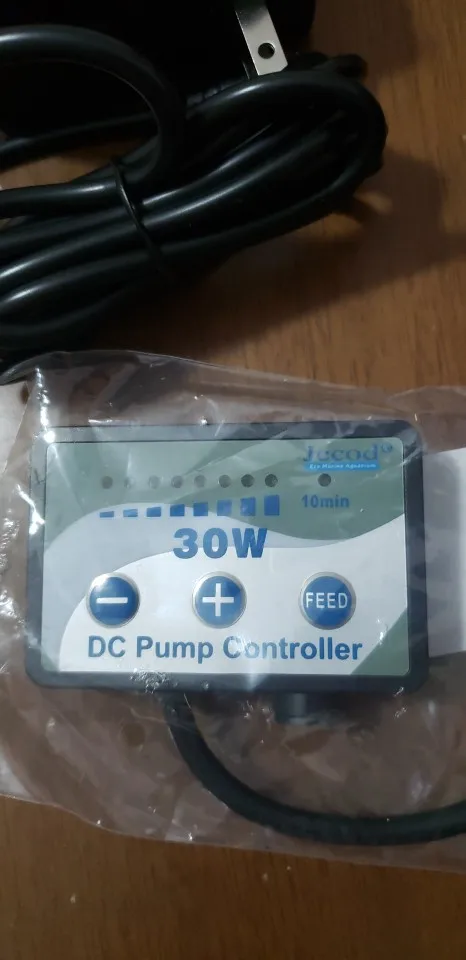 Jecod
Eco Marine Aquarium
10min
30W
−
+
FEED
DC Pump Controller